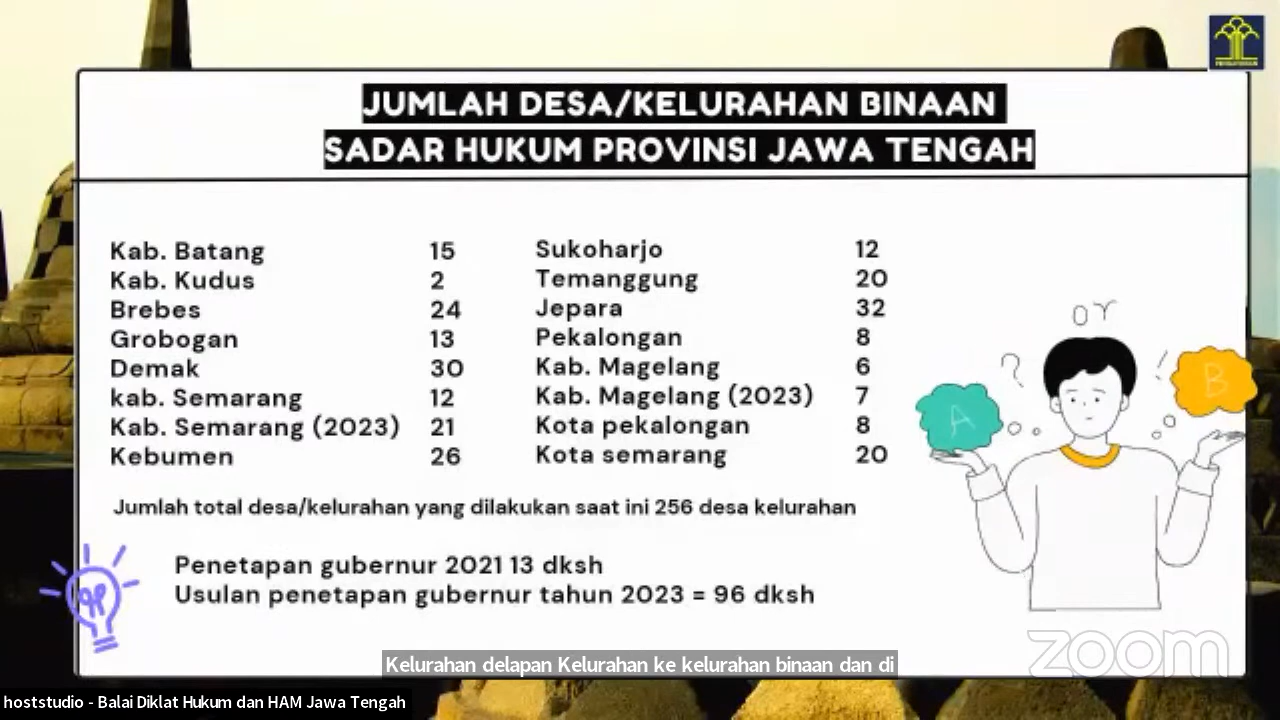 JUMLAH DESA/KELURAHAN BINAAN
SADAR HUKUM PROVINSI JAWA TENGAH
Kab. Batang 15
Kab. Kudus 2
Brebes 24
Grobogan 13
Demak 30
kab. Semarang 12
Kab. Semarang (2023) 21
Kebumen 26
Sukoharjo 12
Temanggung 20
Jepara 32
Pekalongan 8
Kab. Magelang 6
Kab. Magelang (2023) 7
Kota pekalongan 8
Kota semarang 20
or
?
!
A
B
Jumlah total desa/kelurahan yang dilakukan saat ini 256 desa kelurahan
Penetapan gubernur 2021 13 dksh
Usulan penetapan gubernur tahun 2023 = 96 dksh
zoom
Kelurahan delapan Kelurahan ke kelurahan binaan dan di
hoststudio - Balai Diklat Hukum dan HAM Jawa Tengah